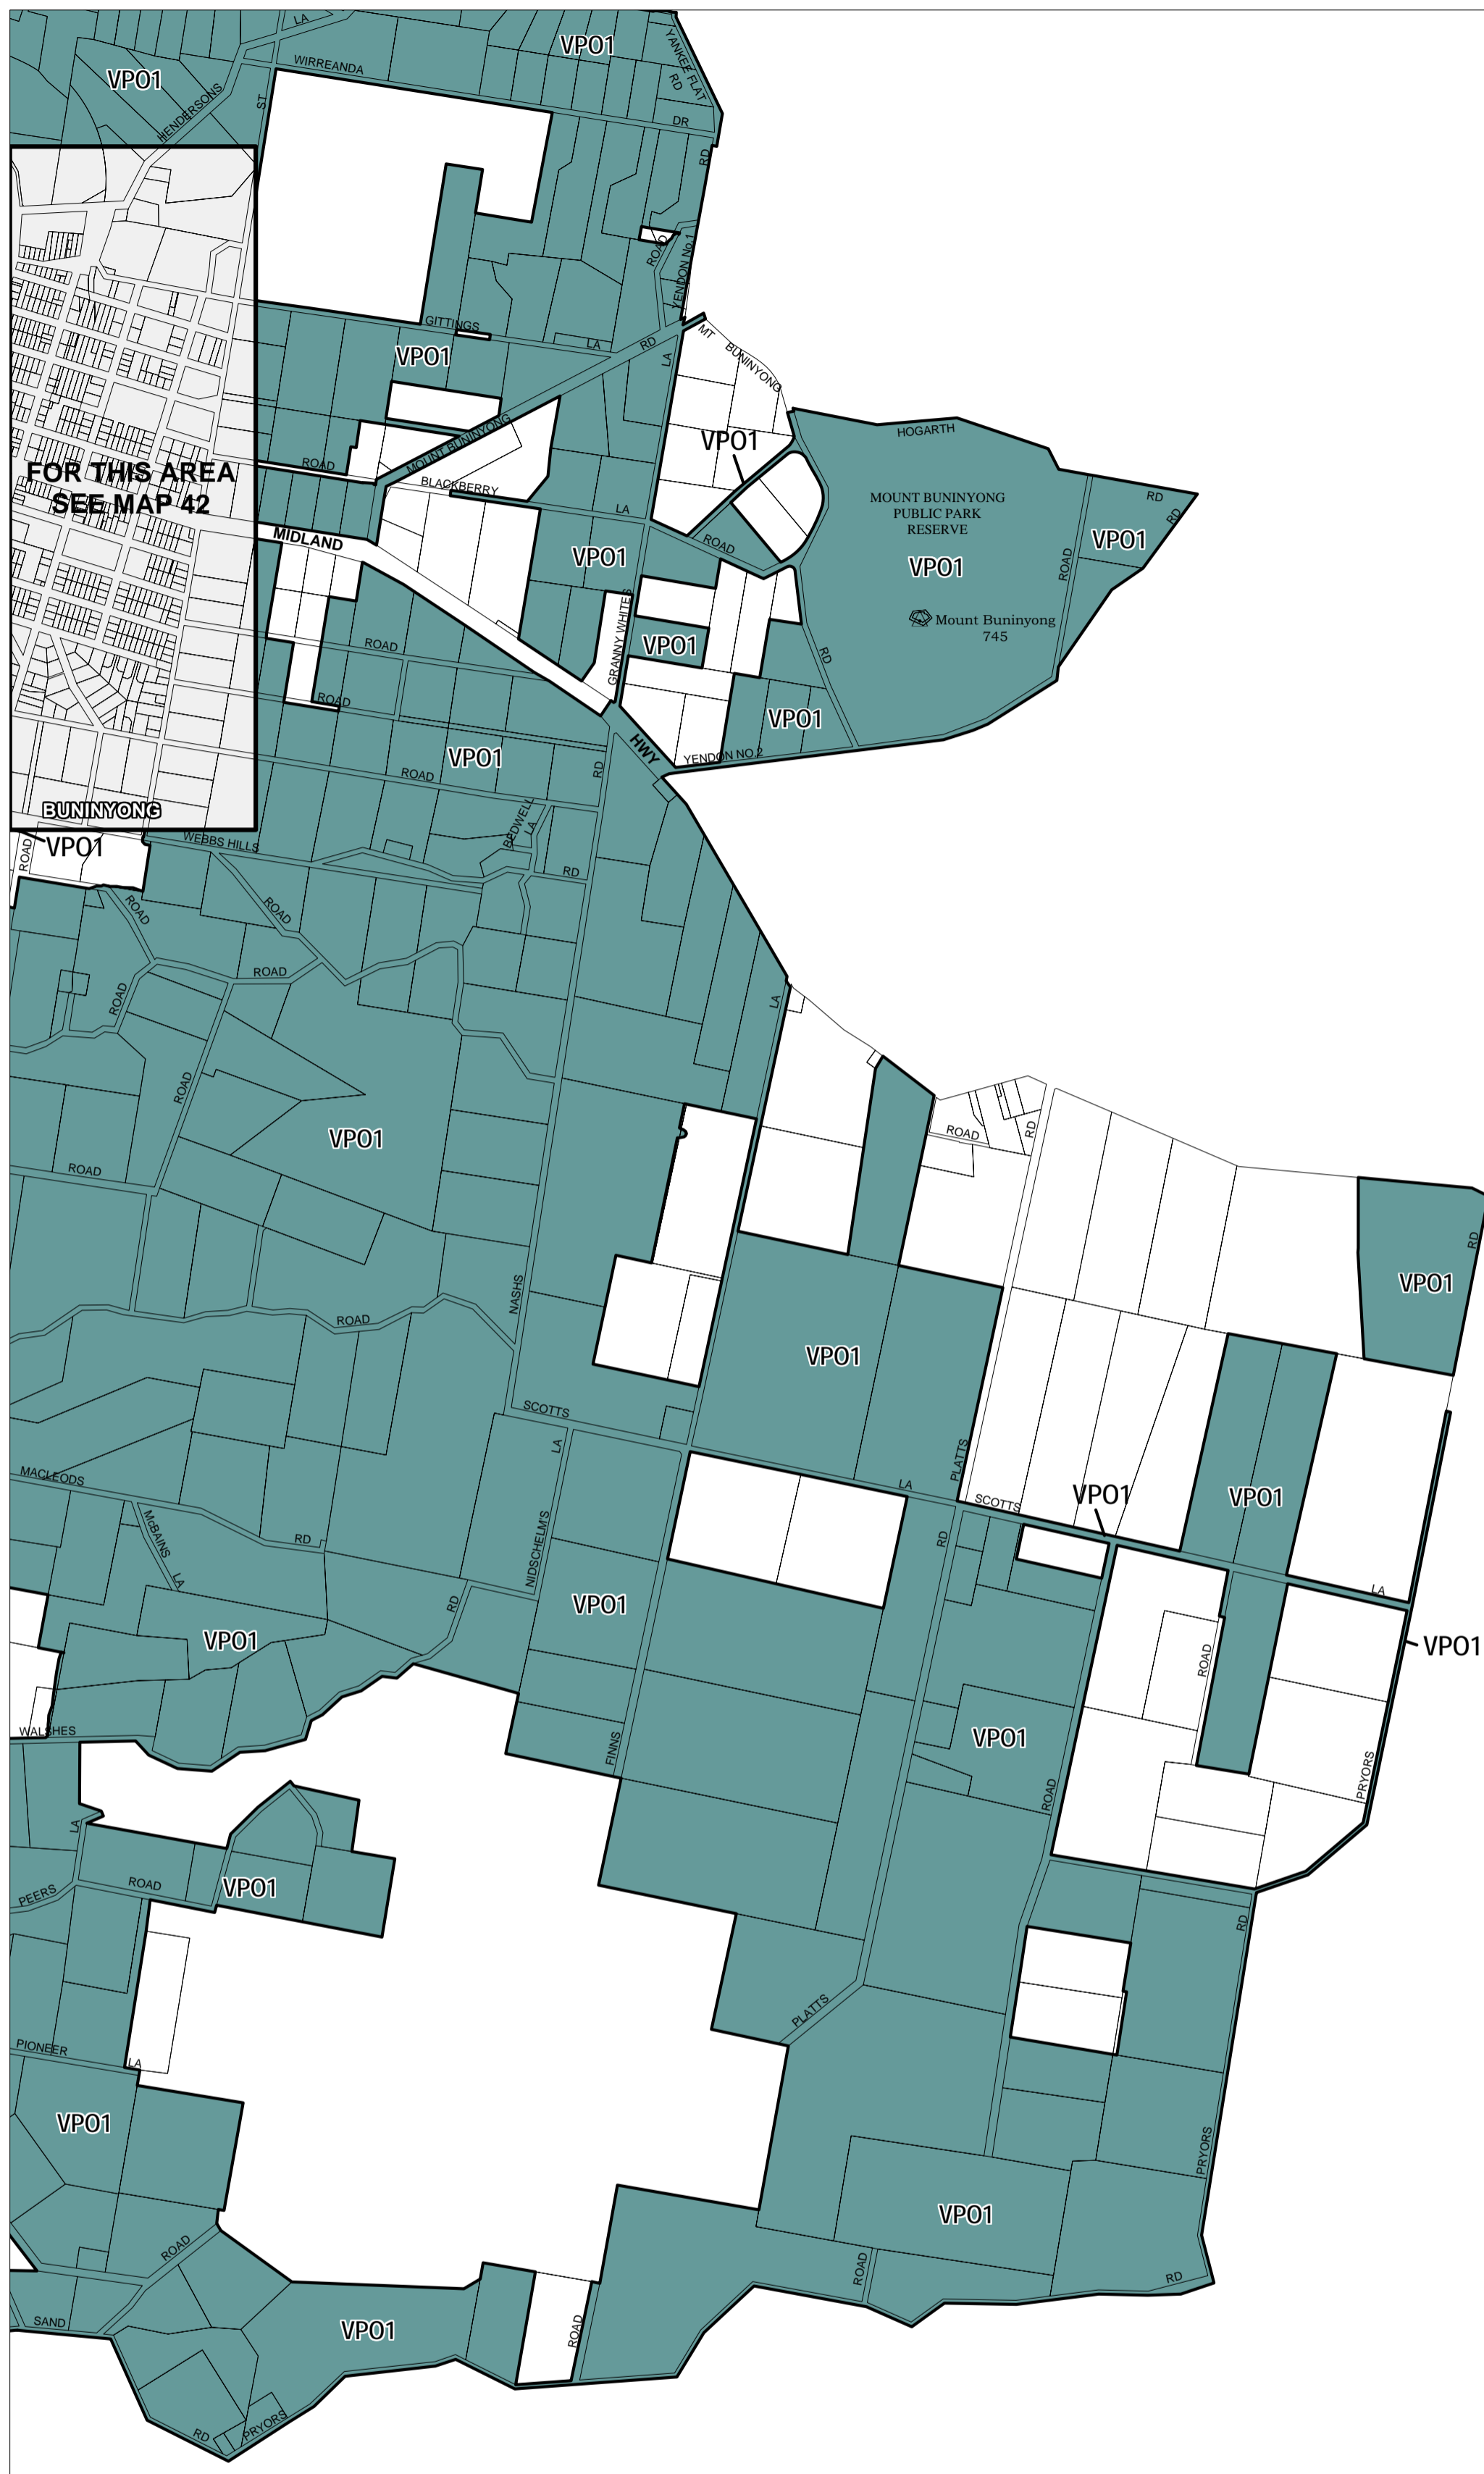 LA
VPO1
YANKEE FLAT
RD
WIRREANDA
VPO1
HENDERSONS
ST
DR
RD
ROAD
YENDON No.1
GITTINGS
LA
RD
VPO1
LA
MT
BUNINYONG
VPO1
HOGARTH
MOUNT BUNINYONG
ROAD
FOR THIS AREA
SEE MAP 42
BLACKBERRY
LA
MOUNT BUNINYONG
PUBLIC PARK
RESERVE
RD
RD
VPO1
MIDLAND
VPO1
ROAD
VPO1
ROAD
Mount Buninyong
745
GRANNY WHITES
VPO1
ROAD
RD
ROAD
VPO1
HWY
YENDON NO.2
VPO1
ROAD
RD
BUNINYONG
BEDWELL
LA
WEBBS HILLS
VPO1
ROAD
RD
ROAD
ROAD
ROAD
ROAD
LA
ROAD
VPO1
ROAD
RD
ROAD
RD
NASHS
VPO1
ROAD
VPO1
SCOTTS
LA
PLATTS
MACLEODS
LA
SCOTTS
VPO1
VPO1
McBAINS
LA
RD
NIDSCHELM'S
RD
LA
RD
VPO1
VPO1
ROAD
VPO1
WALSHES
FINNS
VPO1
ROAD
PRYORS
LA
PEERS
ROAD
VPO1
RD
PLATTS
PIONEER
LA
VPO1
PRYORS
VPO1
ROAD
ROAD
RD
SAND
VPO1
ROAD
RD
PRYORS